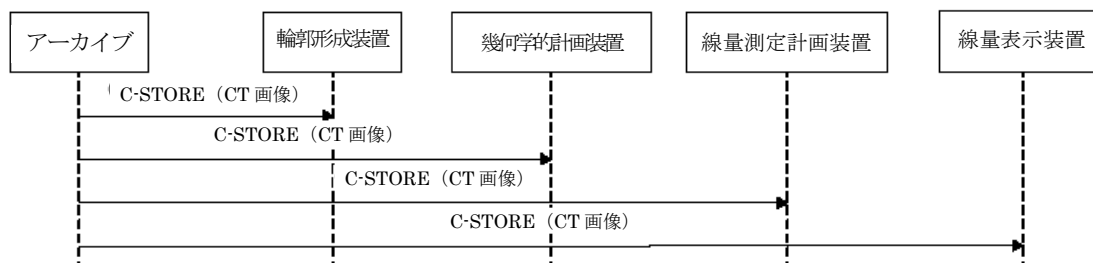 アーカイブ
輪郭形成装置
幾何学的計画装置
線量測定計画装置
線量表示装置
C-STORE（CT 画像）
C-STORE（CT 画像）
C-STORE（CT 画像）
C-STORE（CT 画像）